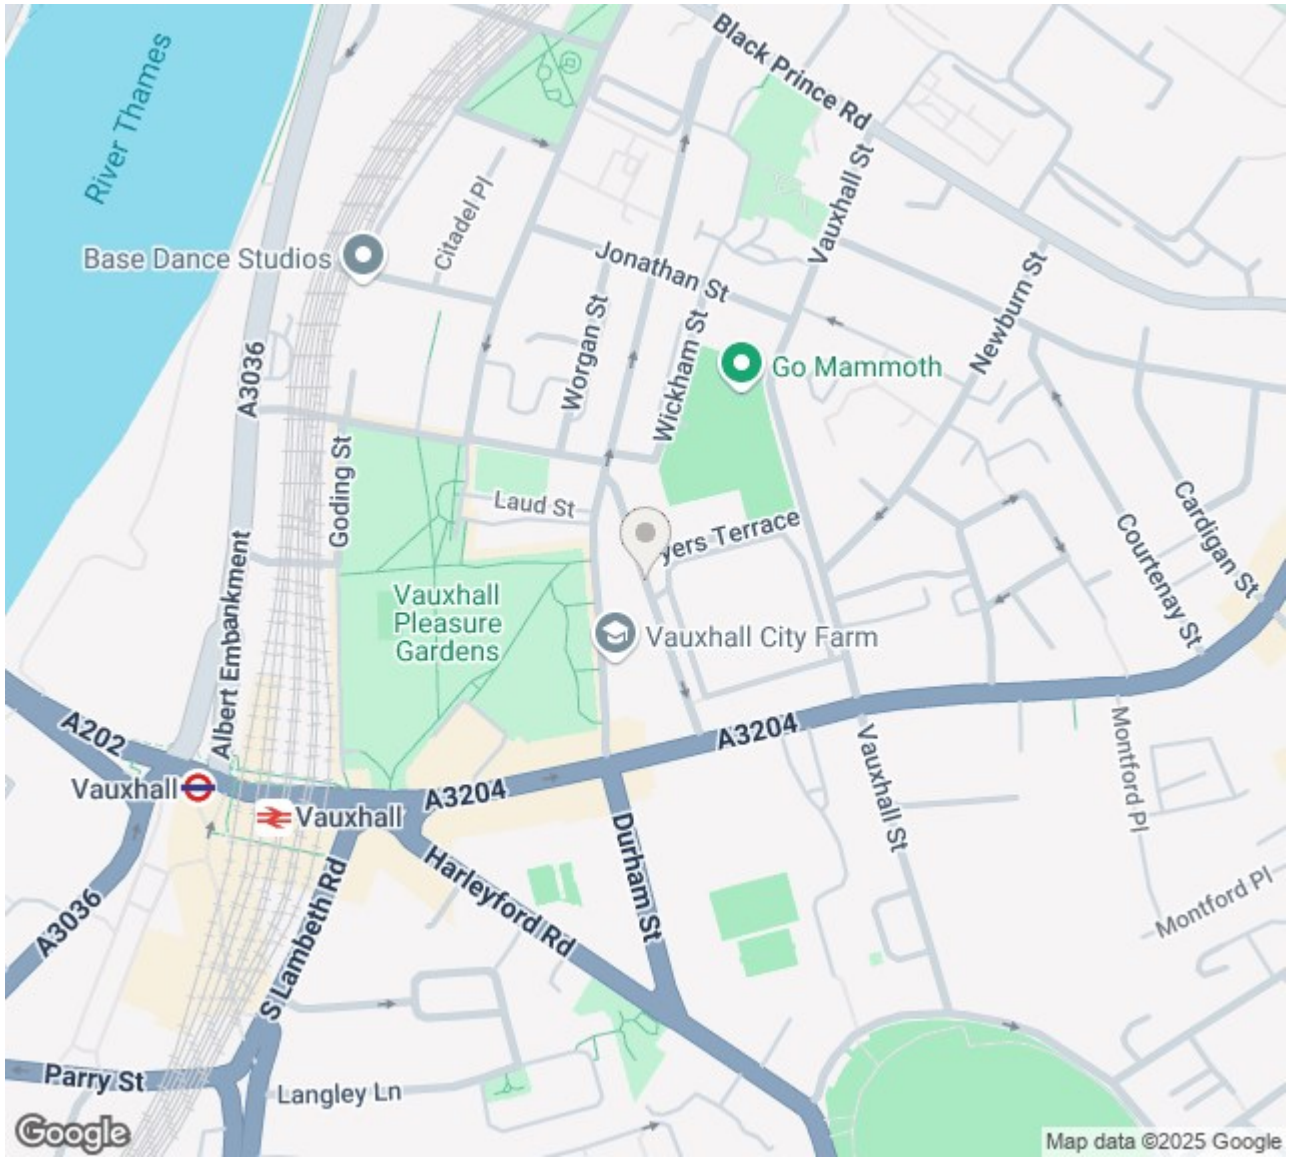 Black Prince Rd
River Thames
Vauxhall St
Citadel Pl
Base Dance Studios
Jonathan St
Newburn St
Worgan St
Wickham St
Go Mammoth
A3036
Goding St
Laud St
yers Terrace
Cardigan St
Courtenay St
Albert Embankment
Vauxhall
Pleasure
Gardens
Vauxhall City Farm
A202
A3204
Vauxhall
A3204
Vauxhall
Montford Pl
Vauxhall St
Durham St
Harleyford Rd
S Lambeth Rd
A3036
Montford Pl
Parry St
Langley Ln
Google
Map data ©2025 Google